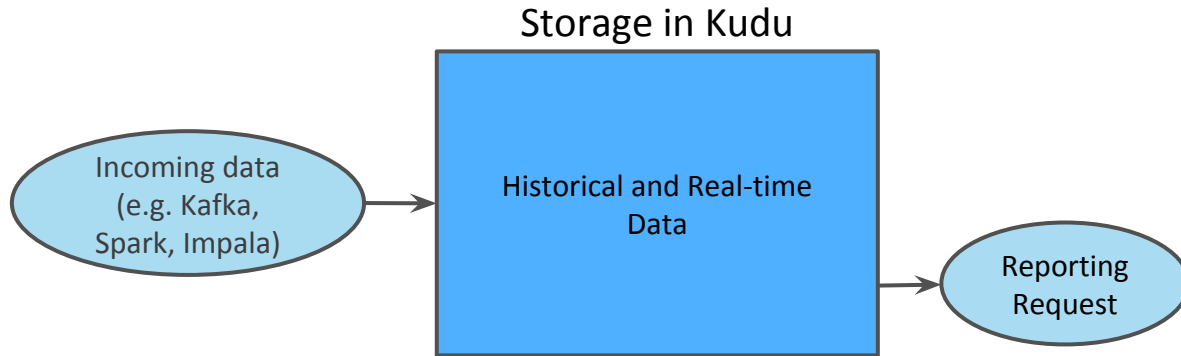 Storage in Kudu
Incoming data
(e.g. Kafka,
Spark, Impala)
Historical and Real-time
Data
Reporting
Request